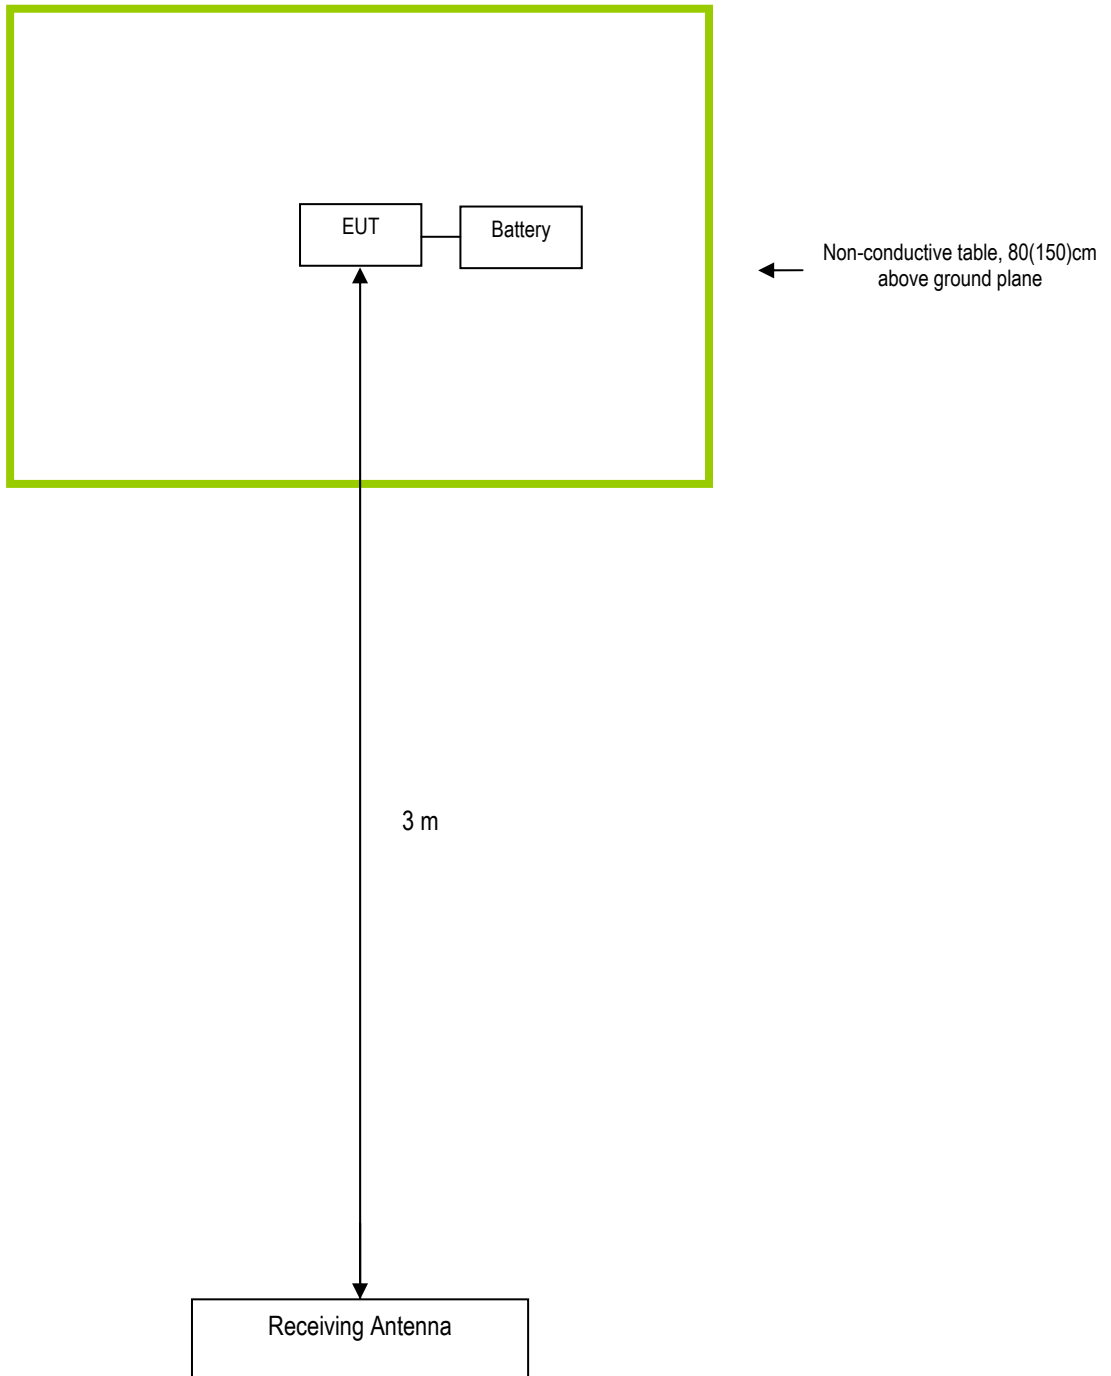 EUT
Battery
Non-conductive table, 80(150)cm
above ground plane
3 m
Receiving Antenna